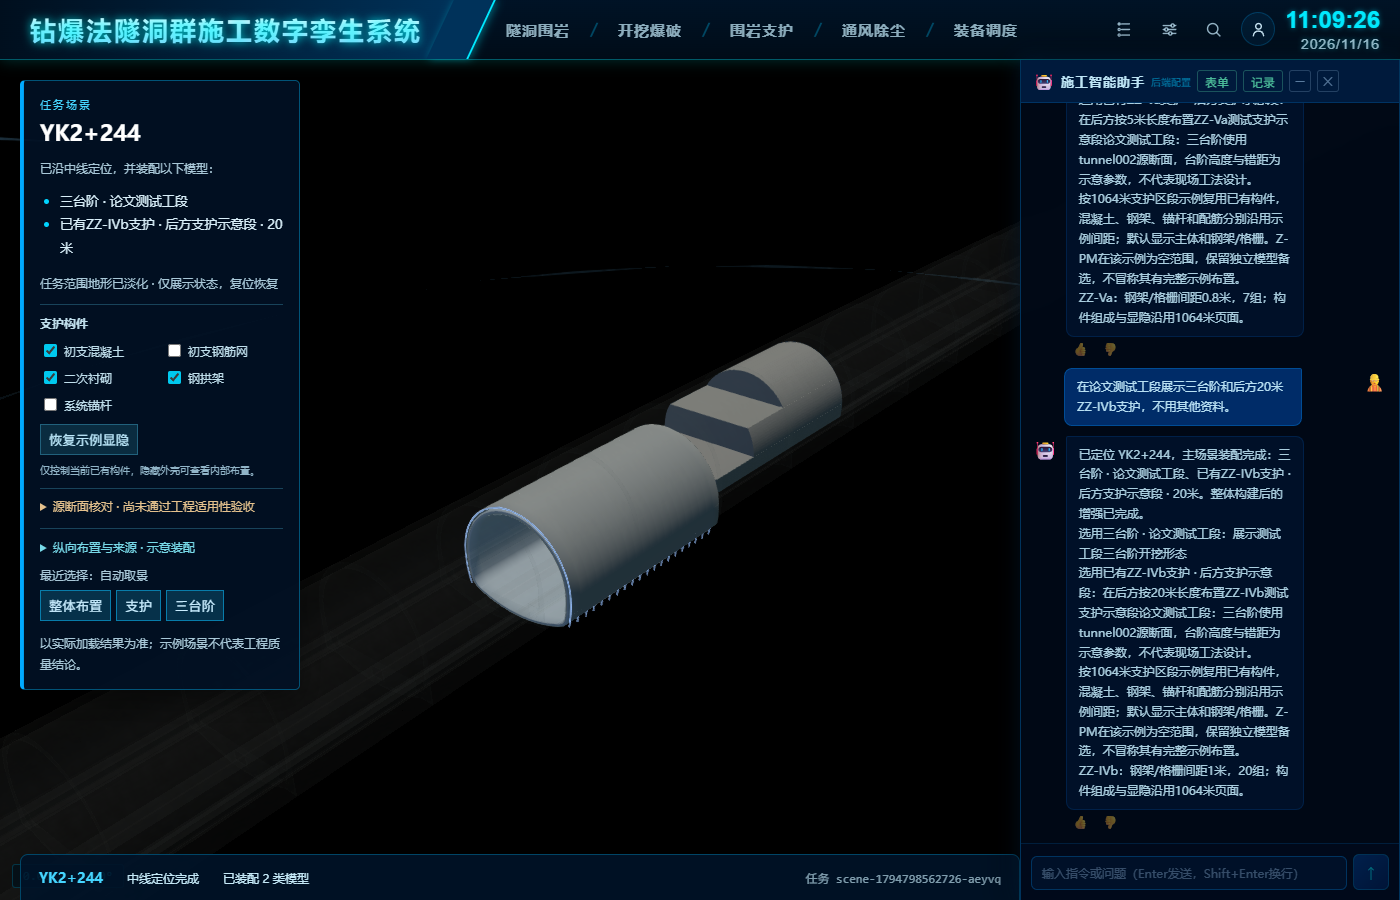 钻爆法隧洞群施工数字孪生系统
隧洞围岩 / 开挖爆破 / 围岩支护 / 通风除尘 / 装备调度
11:09:26
2026/11/16
任务场景
YK2+244
已沿中线定位，并装配以下模型：
三台阶 · 论文测试工段
已有ZZ-IVb支护 · 后方支护示意段 · 20
米
任务范围地形已淡化 · 仅展示状态，复位恢复
支护构件
初支混凝土 初支钢筋网
二次衬砌 钢拱架
系统锚杆
恢复示例显隐
仅控制当前已有构件，隐藏外壳可查看内部布置。
源断面核对 · 尚未通过工程适用性验收
纵向布置与来源 · 示意装配
最近选择：自动取景
整体布置 支护 三台阶
以实际加载结果为准；示例场景不代表工程质
量结论。
施工智能助手 后端配置 表单 记录
在后方按5米长度布置ZZ-Va测试支护示
意段论文测试工段：三台阶使用
tunnel002源断面，台阶高度与错距为
示意参数，不代表现场工法设计。
按1064米支护区段示例复用已有构件，
混凝土、钢架、锚杆和配筋分别沿用示
例间距；默认显示主体和钢架/格栅。Z-
PM在该示例为空范围，保留独立模型备
选，不冒称其有完整示例布置。
ZZ-Va：钢架/格栅间距0.8米，7组；构
件组成与显隐沿用1064米页面。
在论文测试工段展示三台阶和后方20米
ZZ-IVb支护，不用其他资料。
已定位 YK2+244，主场景装配完成：三
台阶 · 论文测试工段、已有ZZ-IVb支护 ·
后方支护示意段 · 20米。整体构建后的
增强已完成。
选用三台阶 · 论文测试工段：展示测试
工段三台阶开挖形态
选用已有ZZ-IVb支护 · 后方支护示意
段：在后方按20米长度布置ZZ-IVb测试
支护示意段论文测试工段：三台阶使用
tunnel002源断面，台阶高度与错距为
示意参数，不代表现场工法设计。
按1064米支护区段示例复用已有构件，
混凝土、钢架、锚杆和配筋分别沿用示
例间距；默认显示主体和钢架/格栅。Z-
PM在该示例为空范围，保留独立模型备
选，不冒称其有完整示例布置。
ZZ-IVb：钢架/格栅间距1米，20组；构
件组成与显隐沿用1064米页面。
输入指令或问题（Enter发送，Shift+Enter换行）
YK2+244 中线定位完成 已装配 2 类模型
任务 scene-1794798562726-aeyvq